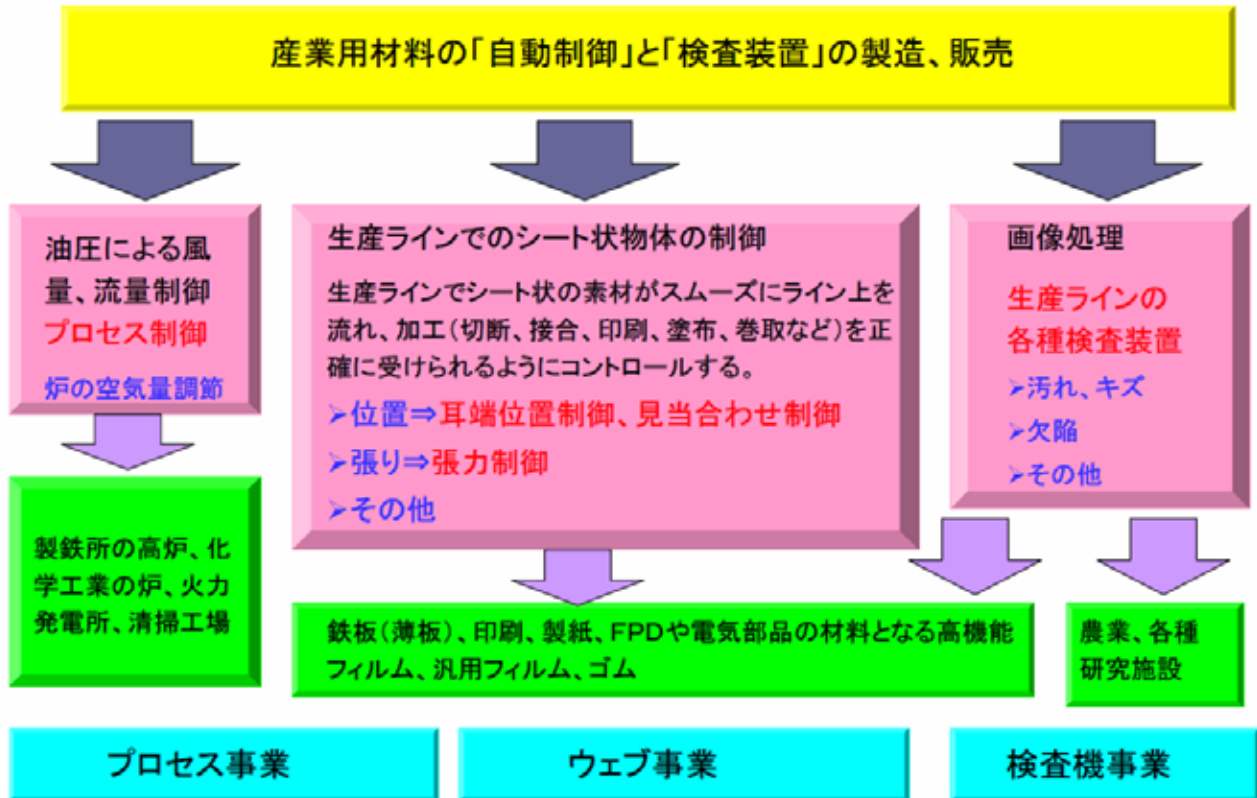 産業用材料の「自動制御」と「検査装置」の製造、販売
油圧による風
量、流量制御
プロセス制御
炉の空気量調節
生産ラインでのシート状物体の制御
生産ラインでシート状の素材がスムーズにライン上を
流れ、加工(切断、接合、印刷、塗布、巻取など)を正
確に受けられるようにコントロールする。
➢位置⇒耳端位置制御、見当合わせ制御
➢張り⇒張力制御
➢その他
画像処理
生産ラインの
各種検査装置
➢汚れ、キズ
➢欠陥
➢その他
製鉄所の高炉、化
学工業の炉、火力
発電所、清掃工場
鉄板(薄板)、印刷、製紙、FPDや電気部品の材料となる高機能
フィルム、汎用フィルム、ゴム
農業、各種
研究施設
プロセス事業
ウェブ事業
検査機事業